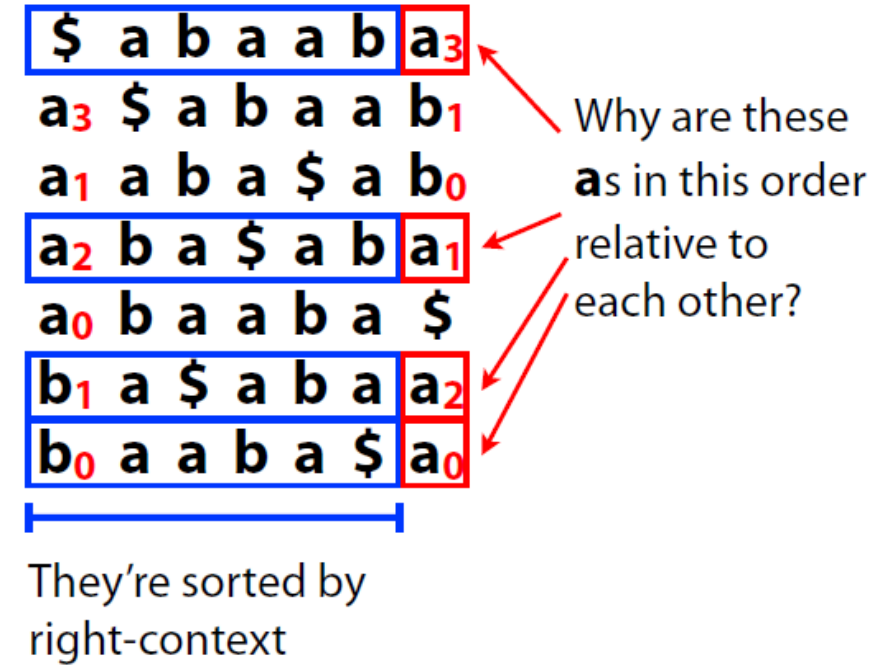 $ a b a a b a₃
a₃ $ a b a a b₁
a₁ a b a $ a b₀
a₂ b a $ a b a₁
a₀ b a a b a $
b₁ a $ a b a a₂
b₀ a a b a $ a₀
Why are these
as in this order
relative to
each other?
They’re sorted by
right-context